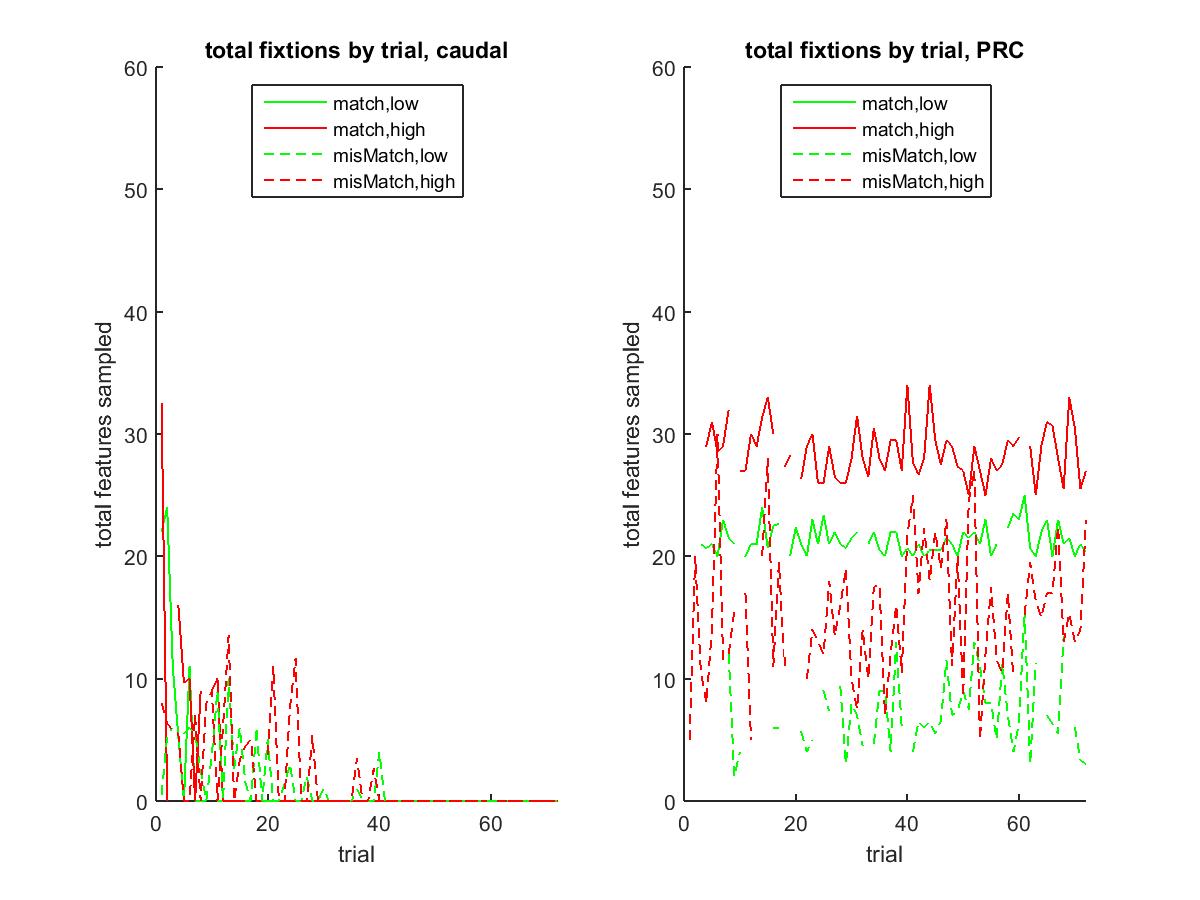 total fixtions by trial, caudal
60
50
40
30
20
10
0
total features sampled
match,low
match,high
misMatch,low
misMatch,high
0 20 40 60
trial
total fixtions by trial, PRC
60
50
40
30
20
10
0
total features sampled
match,low
match,high
misMatch,low
misMatch,high
0 20 40 60
trial